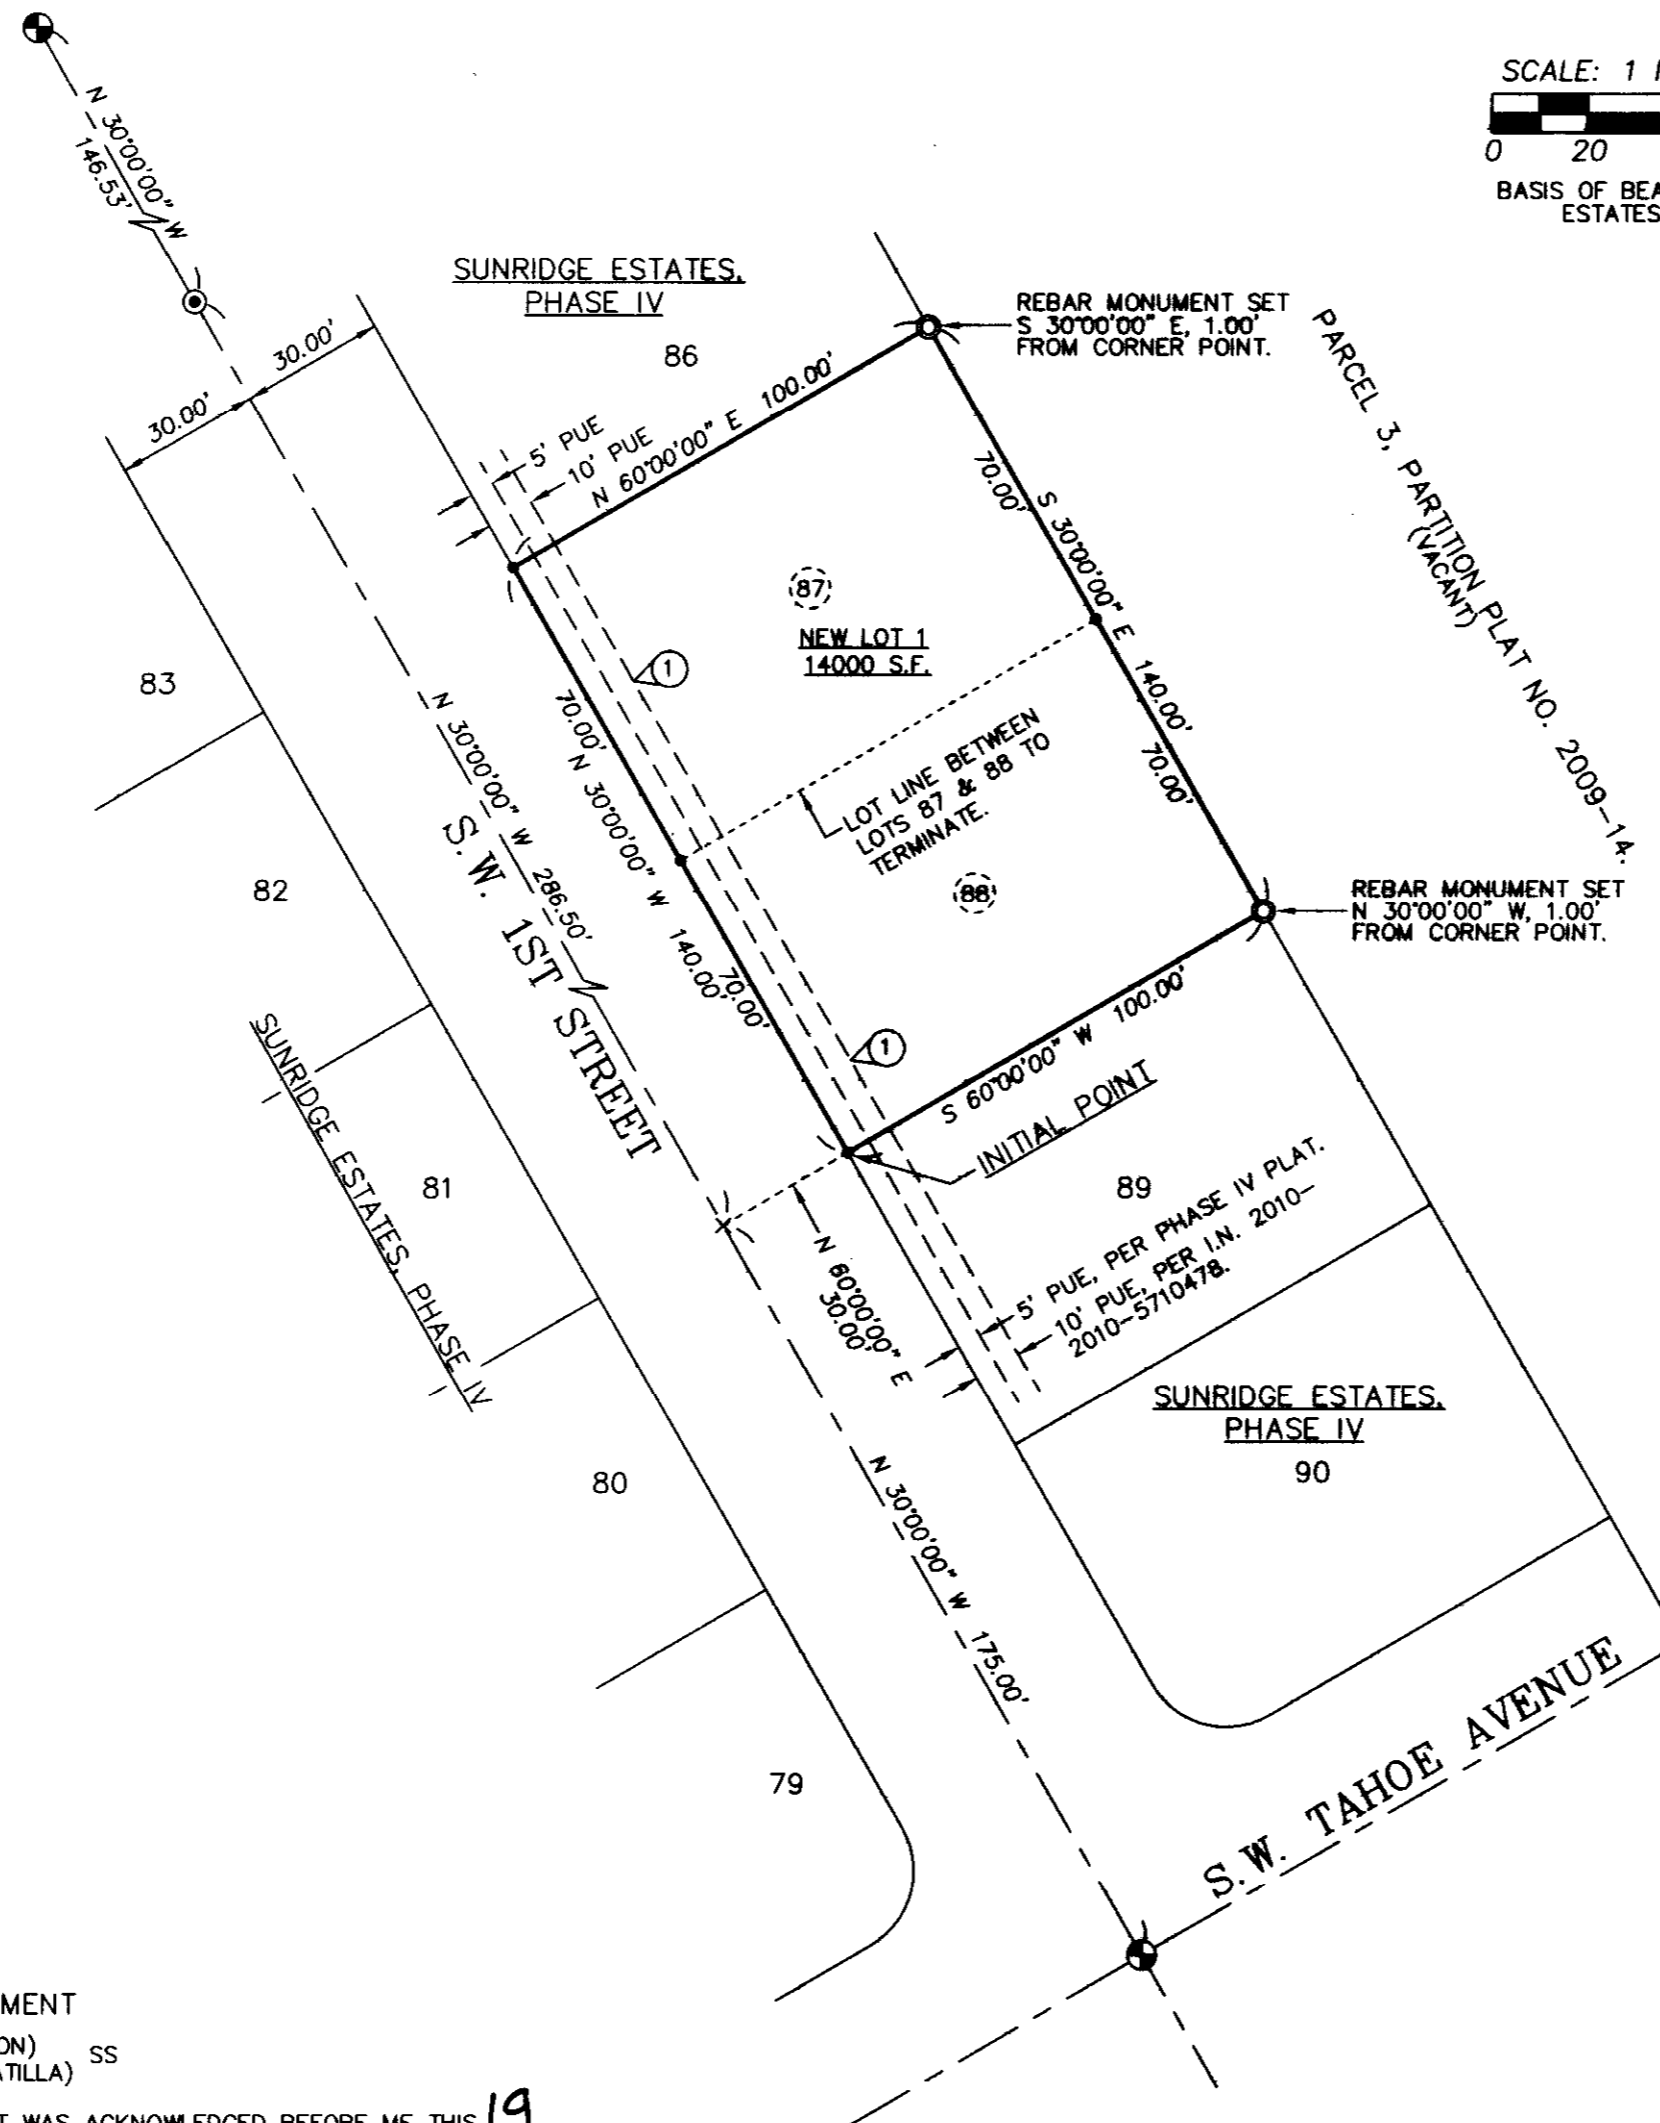 SCALE: 1
0 20
BASIS OF
ESTATES
N 30°00'00" W
146.53'
SUNRIDGE ESTATES,
PHASE IV
86
REBAR MONUMENT SET
S 30°00'00" E, 1.00'
FROM CORNER POINT.
PARCEL 3, PARTITION PLAT NO. 2009-14.
(VACANT)
30.00'
30.00'
5' PUE
10' PUE
N 60°00'00" E 100.00'
70.00'
S 30°00'00" E 140.00'
70.00'
87
NEW LOT 1
14000 S.F.
1
83
70.00'
N 30°00'00" W 140.00'
70.00'
N 30°00'00" W 286.50'
S.W. 1ST STREET
LOT LINE BETWEEN
LOTS 87 & 88 TO
TERMINATE.
88
82
REBAR MONUMENT SET
N 30°00'00" W, 1.00'
FROM CORNER POINT.
1
S 60°00'00" W 100.00'
INITIAL POINT
SUNRIDGE ESTATES, PHASE IV
81
89
N 60°00'00" E
30.00'
5' PUE, PER PHASE IV PLAT.
10' PUE, PER I.N. 2010-
2010-5710478.
SUNRIDGE ESTATES,
PHASE IV
90
80
N 30°00'00" W 175.00'
79
S.W. TAHOE AVENUE
MENT
ON)
ATILLA) SS
WAS ACKNOWLEDGED BEFORE ME THIS 19